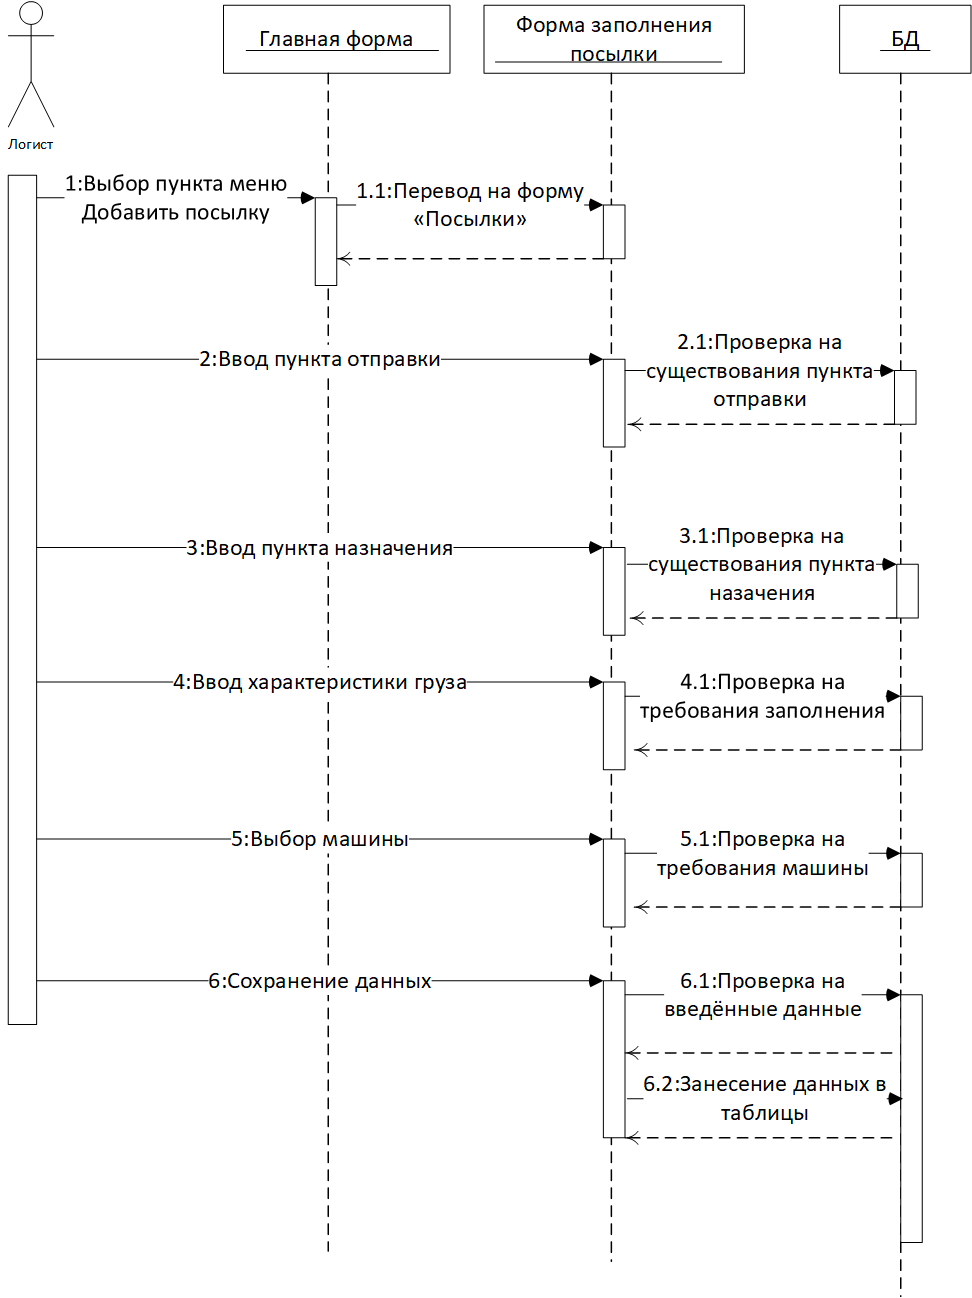 Главная форма
Форма заполнения
посылки
БД
Логист
1:Выбор пункта меню
Добавить посылку
1.1:Перевод на форму
«Посылки»
2:Ввод пункта отправки
2.1:Проверка на
существования пункта
отправки
3:Ввод пункта назначения
3.1:Проверка на
существования пункта
назачения
4:Ввод характеристики груза
4.1:Проверка на
требования заполнения
5:Выбор машины
5.1:Проверка на
требования машины
6:Сохранение данных
6.1:Проверка на
введённые данные
6.2:Занесение данных в
таблицы